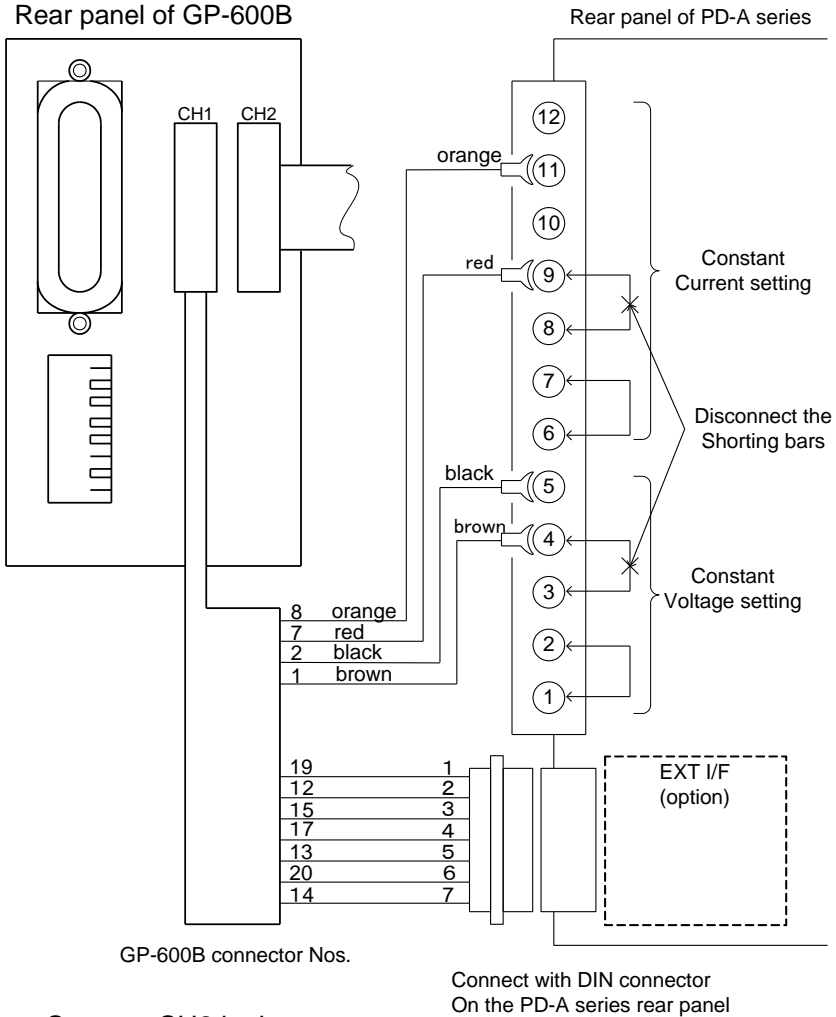 Rear panel of GP-600B
Rear panel of PD-A series
CH1
CH2
12
orange
11
10
red
9
8
7
6
Constant
Current setting
Disconnect the
Shorting bars
black
5
brown
4
3
2
1
Constant
Voltage setting
8 orange
7 red
2 black
1 brown
19 1
12 2
15 3
17 4
13 5
20 6
14 7
EXT I/F
(option)
GP-600B connector Nos.
Connect with DIN connector
On the PD-A series rear panel